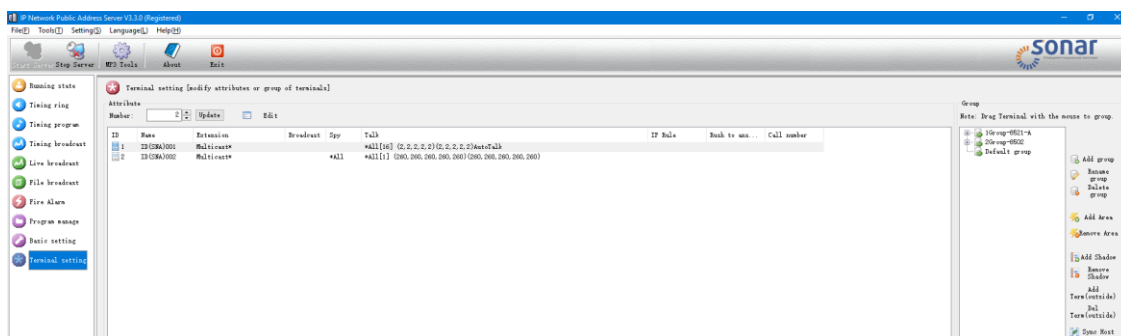 IP Network Public Address Server V3.3.0 (Registered)
File(F) Tools(T) Setting(S) Language(L) Help(H)
Start Server Stop Server MP3 Tools About Exit
sonar
Running state
Timing ring
Timing program
Timing broadcast
Live broadcast
File broadcast
Fire Alarm
Program manage
Basic setting
Terminal setting
Terminal setting [modify attributes or group of terminals]
Attribute
Number: 2 Update Edit
ID Name Extension Broadcast Spy Talk IP Rule Push to ans... Call number
1 ID(SNA)001 Multicast* *All[16] (2,2,2,2,2)(2,2,2,2,2)AutoTalk
2 ID(SNA)002 Multicast* *All *All[1] (260,260,260,260,260)(260,260,260,260,260)
Group
Note: Drag Terminal with the mouse to group.
1Group-6521-A
2Group-6502
Default group
Add group
Rename group
Delete group
Add Area
Remove Area
Add Shadow
Remove Shadow
Add Term(outside)
Del Term(outside)
Sync Host